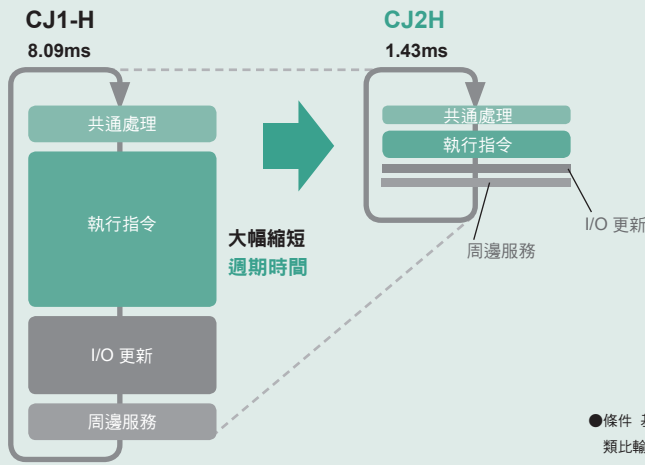 CJ1-H
8.09ms
共通處理
執行指令
I/O 更新
周邊服務
大幅縮短
週期時間
CJ2H
1.43ms
共通處理
執行指令
I/O 更新
周邊服務
●條件
類比輸